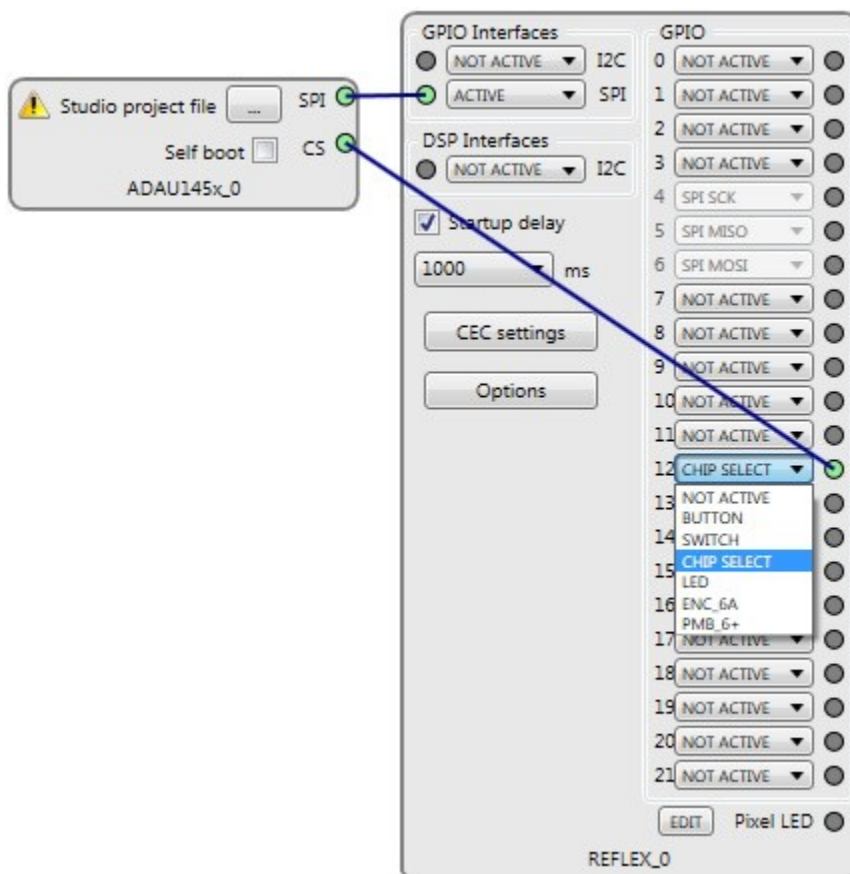 Studio project file ... SPI
Self boot CS
ADAU145x_0
GPIO Interfaces
NOT ACTIVE I2C
ACTIVE SPI
DSP Interfaces
NOT ACTIVE I2C
Startup delay
1000 ms
CEC settings
Options
GPIO
0 NOT ACTIVE
1 NOT ACTIVE
2 NOT ACTIVE
3 NOT ACTIVE
4 SPI SCK
5 SPI MISO
6 SPI MOSI
7 NOT ACTIVE
8 NOT ACTIVE
9 NOT ACTIVE
10 NOT ACTIVE
11 NOT ACTIVE
12 CHIP SELECT
13 NOT ACTIVE
BUTTON
14 SWITCH
CHIP SELECT
15 LED
16 ENC_6A
PMB_6+
17 NOT ACTIVE
18 NOT ACTIVE
19 NOT ACTIVE
20 NOT ACTIVE
21 NOT ACTIVE
EDIT Pixel LED
REFLEX_0